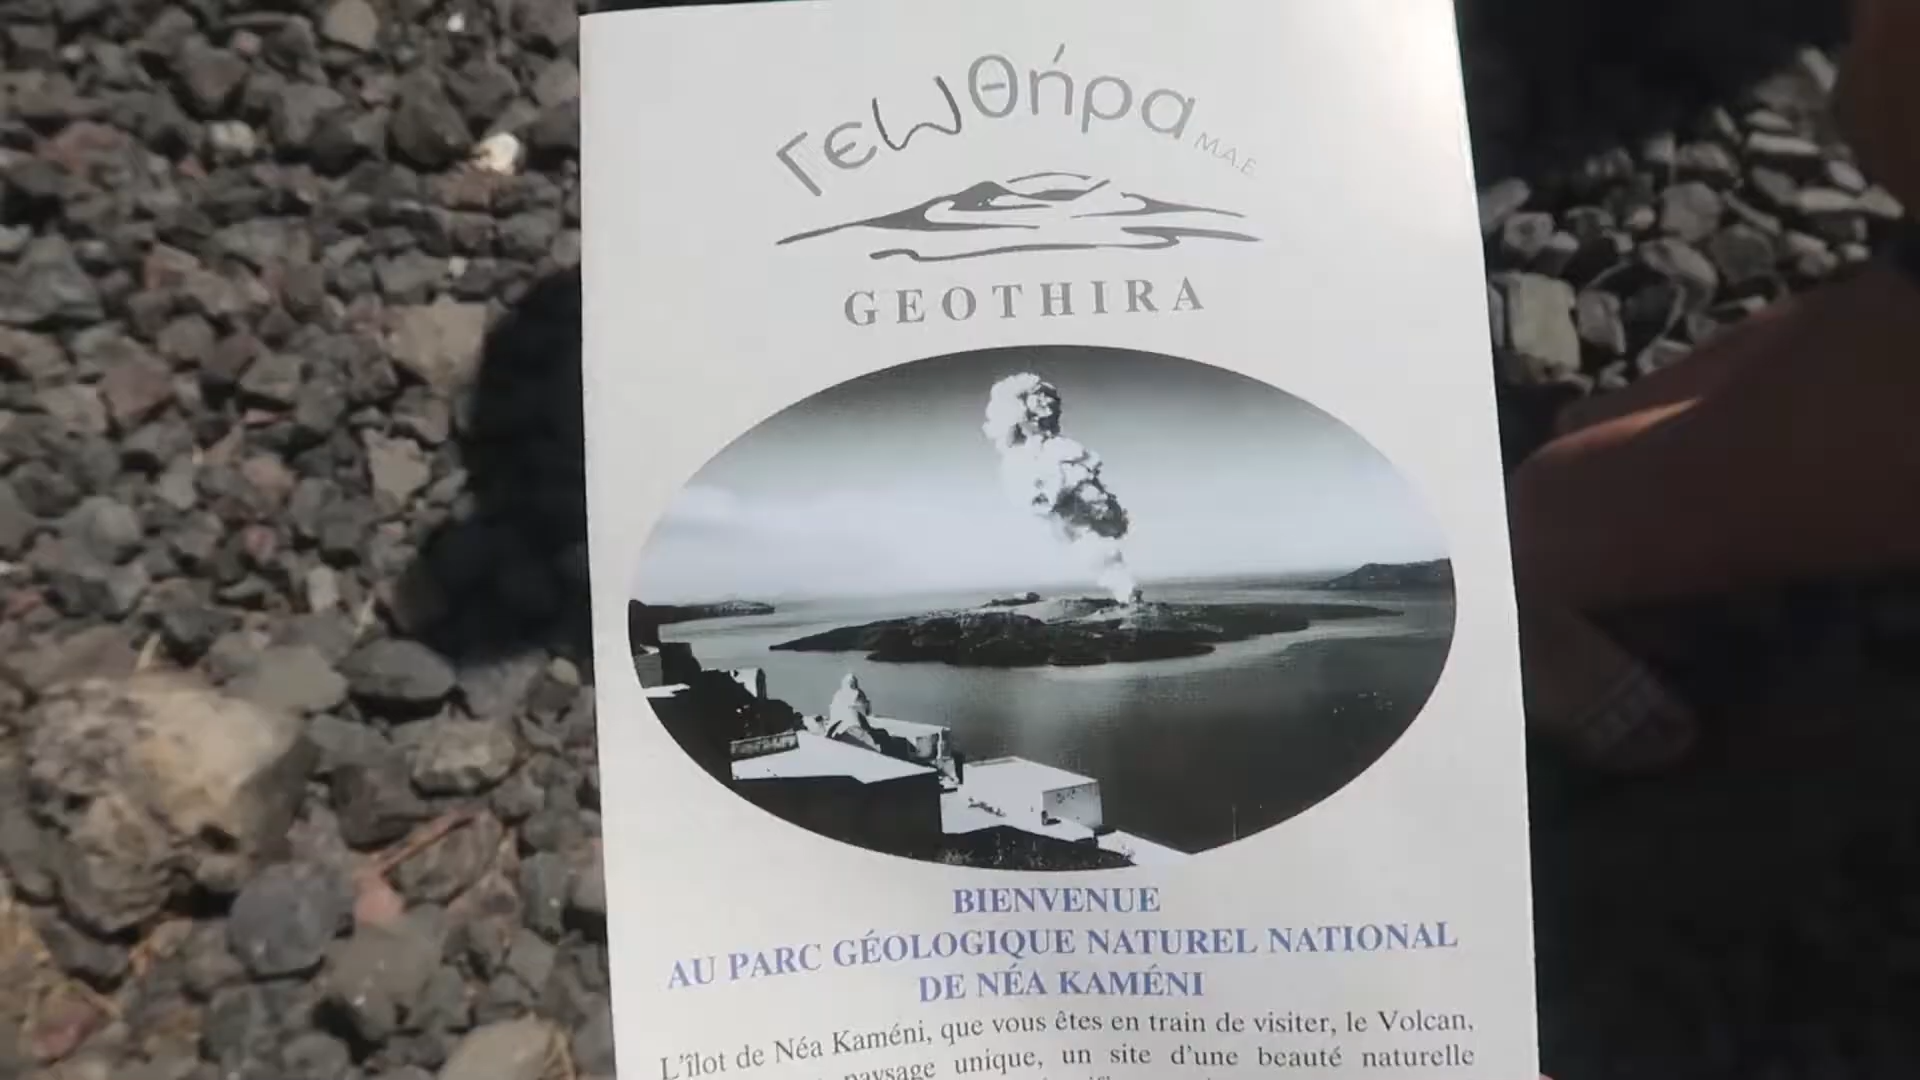 Γεωθήρα Μ.Α.Ε.
GEOTHIRA
BIENVENUE
AU PARC GÉOLOGIQUE NATUREL NATIONAL
DE NÉA KAMÉNI
L'îlot de Néa Kaméni, que vous êtes en train de visiter, le Volcan,
paysage unique, un site d'une beauté naturelle